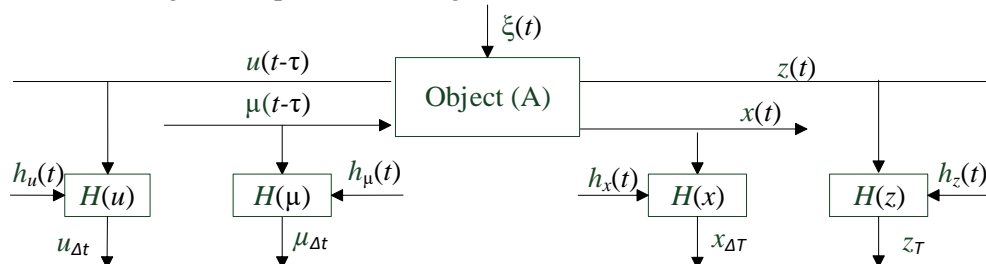 ξ(t)
u(t-τ)
z(t)
Object (A)
μ(t-τ)
x(t)
h_u(t)
h_μ(t)
h_x(t)
h_z(t)
H(u)
H(μ)
H(x)
H(z)
u_Δt
μ_Δt
x_ΔT
z_T